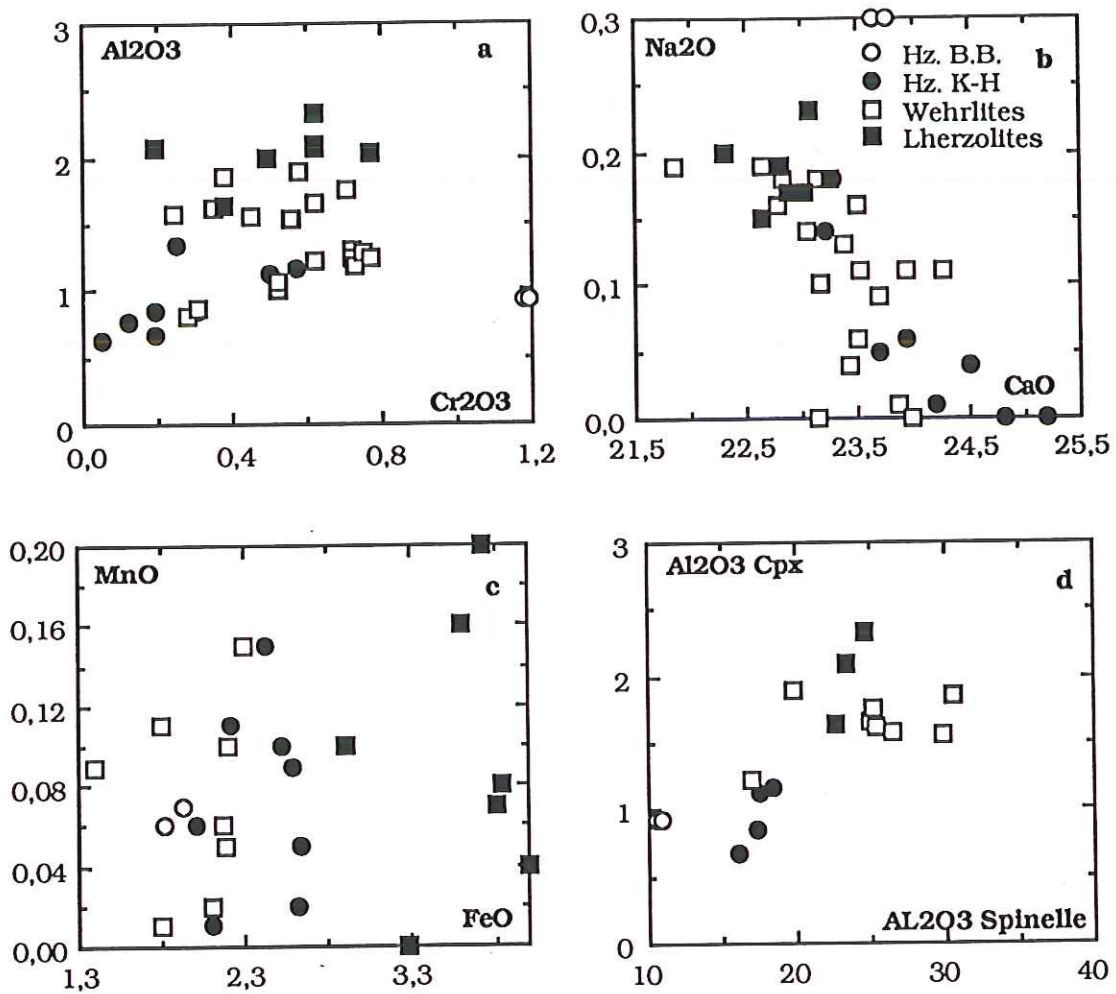 Al2O3
a
3
2
1
0
Cr2O3
0,0
0,4
0,8
1,2
Na2O
b
Hz. B.B.
Hz. K-H
Wehrlites
Lherzolites
0,3
0,2
0,1
0,0
CaO
21,5
22,5
23,5
24,5
25,5
MnO
c
0,20
0,16
0,12
0,08
0,04
0,00
FeO
1,3
2,3
3,3
Al2O3 Cpx
d
3
2
1
0
AL2O3 Spinelle
10
20
30
40